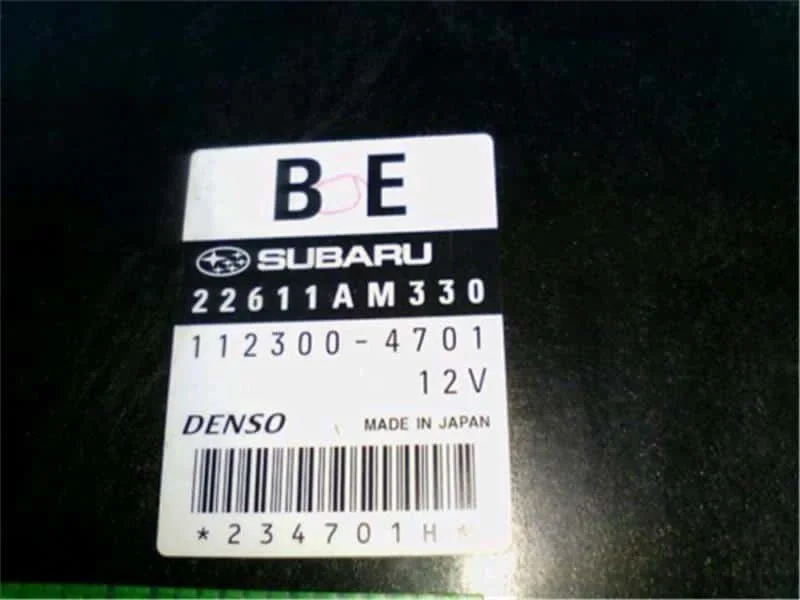 B E
SUBARU
22611AM330
112300-4701
12V
DENSO MADE IN JAPAN
*234701H*